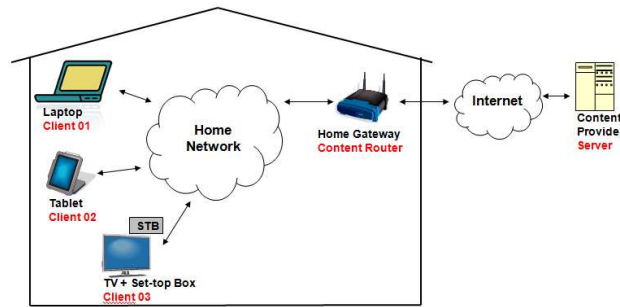 Laptop
Client 01
Tablet
Client 02
STB
TV + Set-top Box
Client 03
Home
Network
Home Gateway
Content Router
Internet
Content
Provide
Server